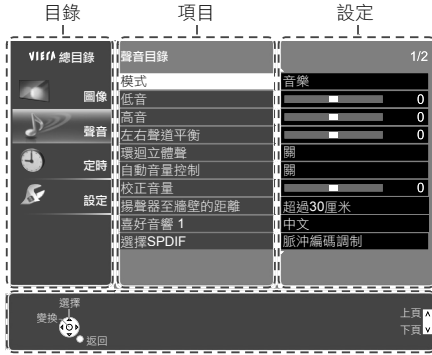 目錄 項目 設定
VIERA 總目錄 聲音目錄 1/2
圖像
聲音
定時
設定
模式 音樂
低音 0
高音 0
左右聲道平衡 0
環迴立體聲 關
自動音量控制 關
校正音量 0
揚聲器至牆壁的距離 超過30厘米
喜好音響 1 中文
選擇SPDIF 脈沖編碼調制
選擇
變換
返回
上頁
下頁